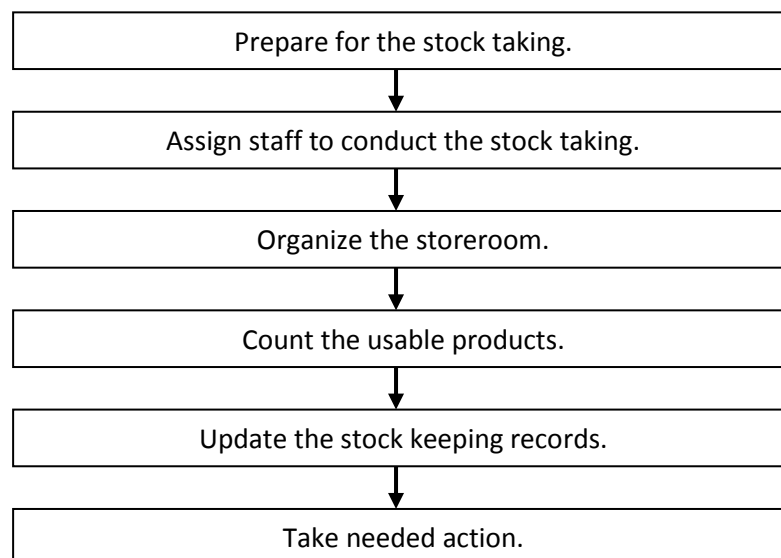 Prepare for the stock taking.
Assign staff to conduct the stock taking.
Organize the storeroom.
Count the usable products.
Update the stock keeping records.
Take needed action.